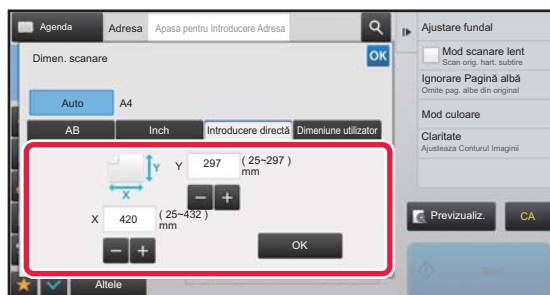 Agenda
Adresa
Apasa pentru Introducere Adresa
Dimen. scanare
OK
Auto
A4
AB
Inch
Introducere directă
Dimeniune utilizator
Y
X
Y
297
( 25~297 )
mm
X
420
( 25~432 )
mm
OK
Altele
Ajustare fundal
Mod scanare lent
Scan orig. hart. subtire
Ignorare Pagină albă
Omite pag. albe din original
Mod culoare
Claritate
Ajusteaza Conturul Imaginii
Previzualiz.
CA
Start